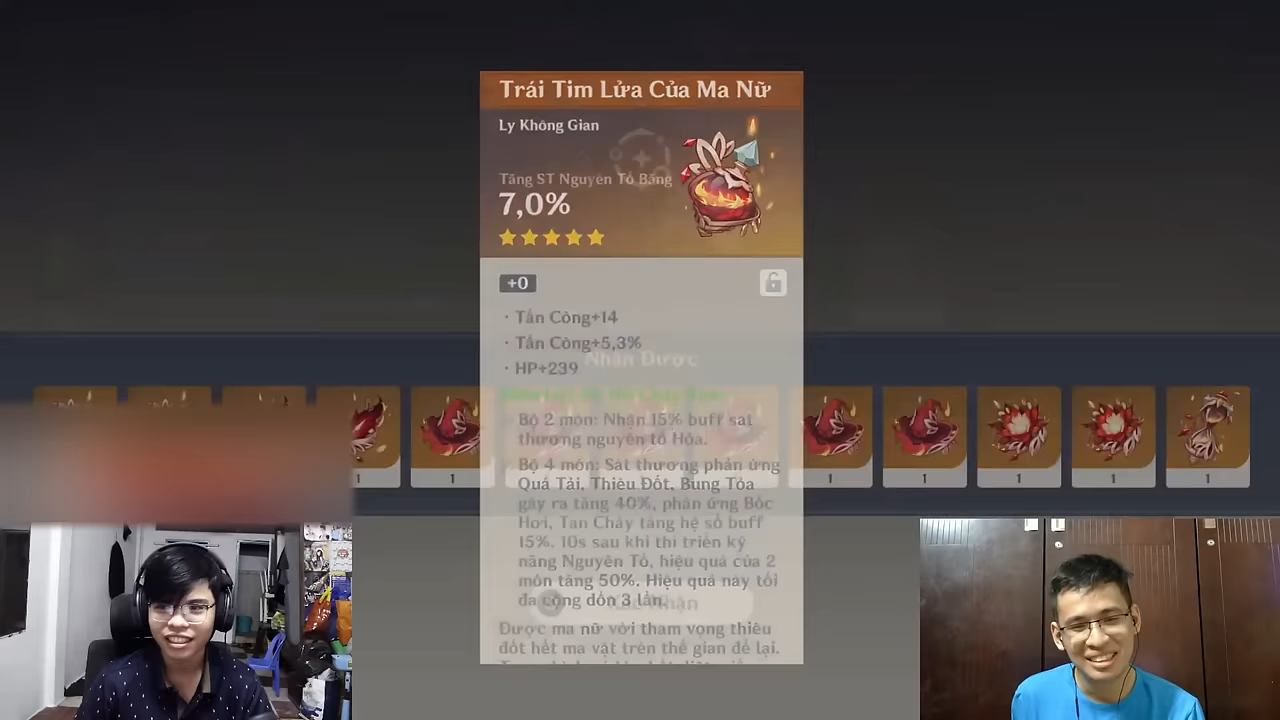 Trái Tim Lửa Của Ma Nữ
Ly Không Gian
Tăng ST Nguyên Tố Băng
7,0%
+0
· Tấn Công+14
· Tấn Công+5,3%
· HP+239
Nhận Được
Bộ 2 món: Nhận 15% buff sát
thương nguyên tố Hỏa.
Bộ 4 món: Sát thương phản ứng
Quá Tải, Thiêu Đốt, Bung Tỏa
gây ra tăng 40%, phản ứng Bốc
Hơi, Tan Chảy tăng hệ số buff
15%. 10s sau khi thi triển kỹ
năng Nguyên Tố, hiệu quả của 2
món tăng 50%. Hiệu quả này tối
đa cộng dồn 3 lần.
Nhận
Được ma nữ với tham vọng thiêu
đốt hết ma vật trên thế gian để lại.
1
1
1
1
1
1
1